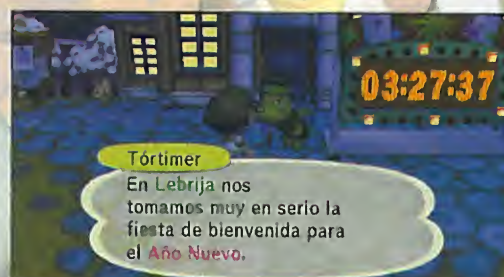 03:27:37
Tórtimer
En Lebrija nos
tomamos muy en serio la
fiesta de bienvenida para
el Año Nuevo.